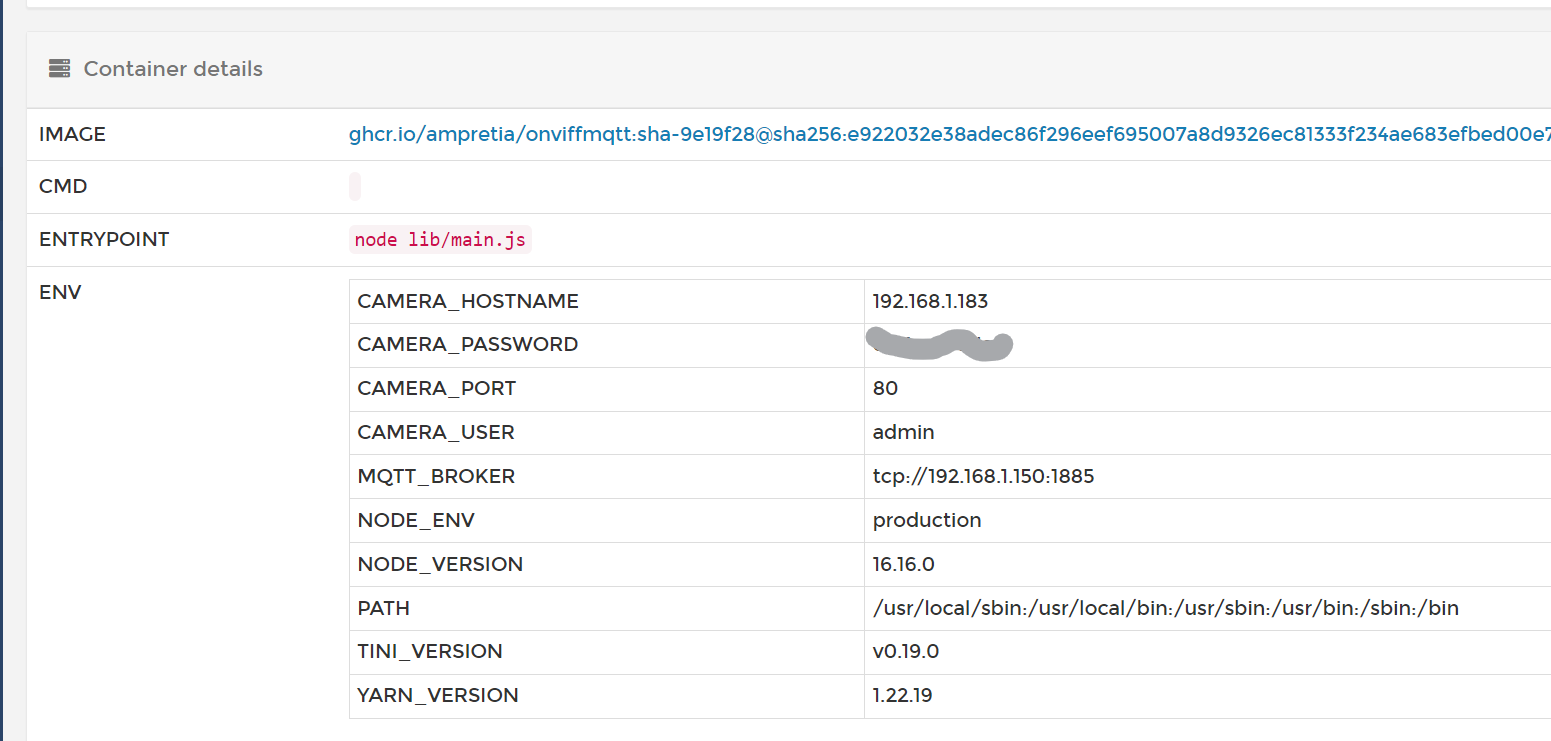 Container details
IMAGE ghcr.io/ampretia/onviffmqtt:sha-9e19f28@sha256:e922032e38adec86f296eef695007a8d9326ec81333f234ae683efbed00e7
CMD
ENTRYPOINT node lib/main.js
ENV CAMERA_HOSTNAME 192.168.1.183
CAMERA_PASSWORD
CAMERA_PORT 80
CAMERA_USER admin
MQTT_BROKER tcp://192.168.1.150:1885
NODE_ENV production
NODE_VERSION 16.16.0
PATH /usr/local/sbin:/usr/local/bin:/usr/sbin:/usr/bin:/sbin:/bin
TINI_VERSION v0.19.0
YARN_VERSION 1.22.19